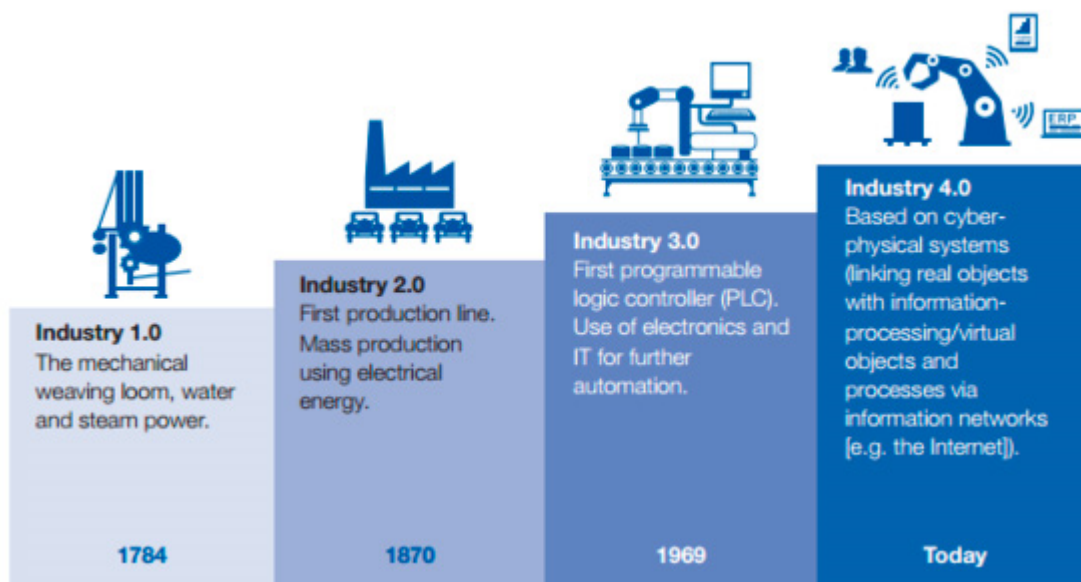 ERP
Industry 1.0
The mechanical
weaving loom, water
and steam power.
1784
Industry 2.0
First production line.
Mass production
using electrical
energy.
1870
Industry 3.0
First programmable
logic controller (PLC).
Use of electronics and
IT for further
automation.
1969
Industry 4.0
Based on cyber-
physical systems
(linking real objects
with information-
processing/virtual
objects and
processes via
information networks
[e.g. the Internet]).
Today